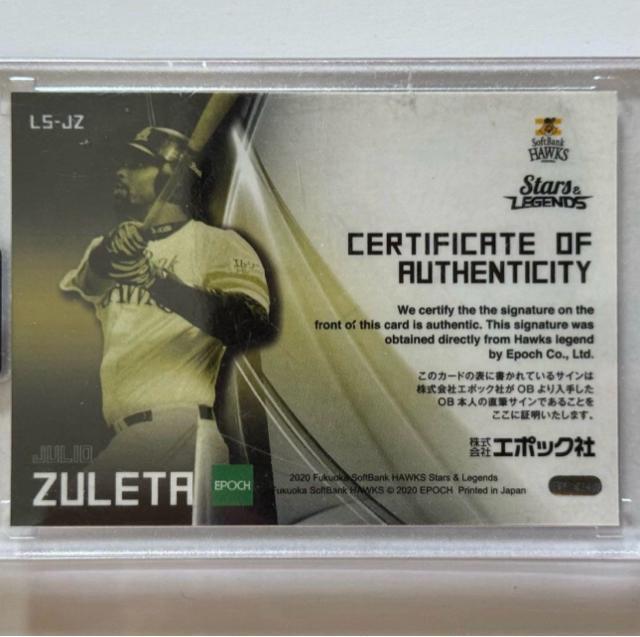 LS-JZ
SoftBank
HAWKS
Stars &
LEGENDS
CERTIFICATE OF
AUTHENTICITY
We certify the the signature on the
front of this card is authentic. This signature was
obtained directly from Hawks legend
by Epoch Co., Ltd.
このカードの表に書かれているサインは
株式会社エポック社が OB より入手した
OB 本人の直筆サインであることを
ここに証明いたします。
株式会社エポック社
JULIO
ZULETA
EPOCH
2020 Fukuoka SoftBank HAWKS Stars & Legends
Fukuoka SoftBank HAWKS © 2020 EPOCH Printed in Japan